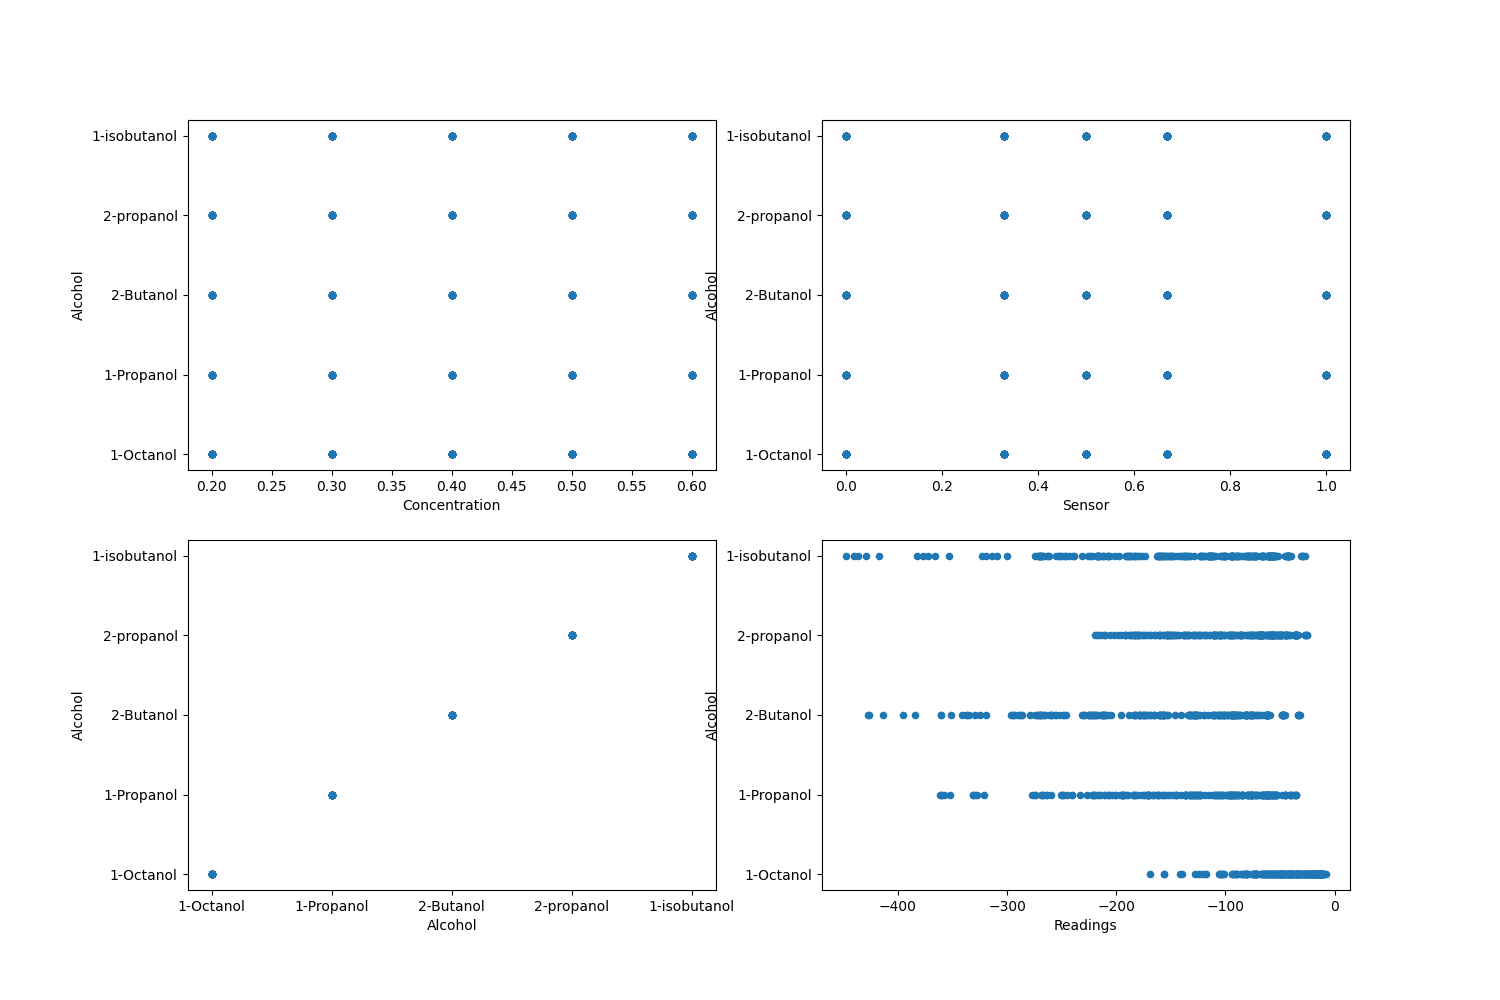 1-isobutanol
2-propanol
2-Butanol
1-Propanol
1-Octanol
Alcohol
0.20 0.25 0.30 0.35 0.40 0.45 0.50 0.55 0.60
Concentration
1-isobutanol
2-propanol
2-Butanol
1-Propanol
1-Octanol
Alcohol
0.0 0.2 0.4 0.6 0.8 1.0
Sensor
1-isobutanol
2-propanol
2-Butanol
1-Propanol
1-Octanol
Alcohol
1-Octanol 1-Propanol 2-Butanol 2-propanol 1-isobutanol
Alcohol
1-isobutanol
2-propanol
2-Butanol
1-Propanol
1-Octanol
Alcohol
−400 −300 −200 −100 0
Readings